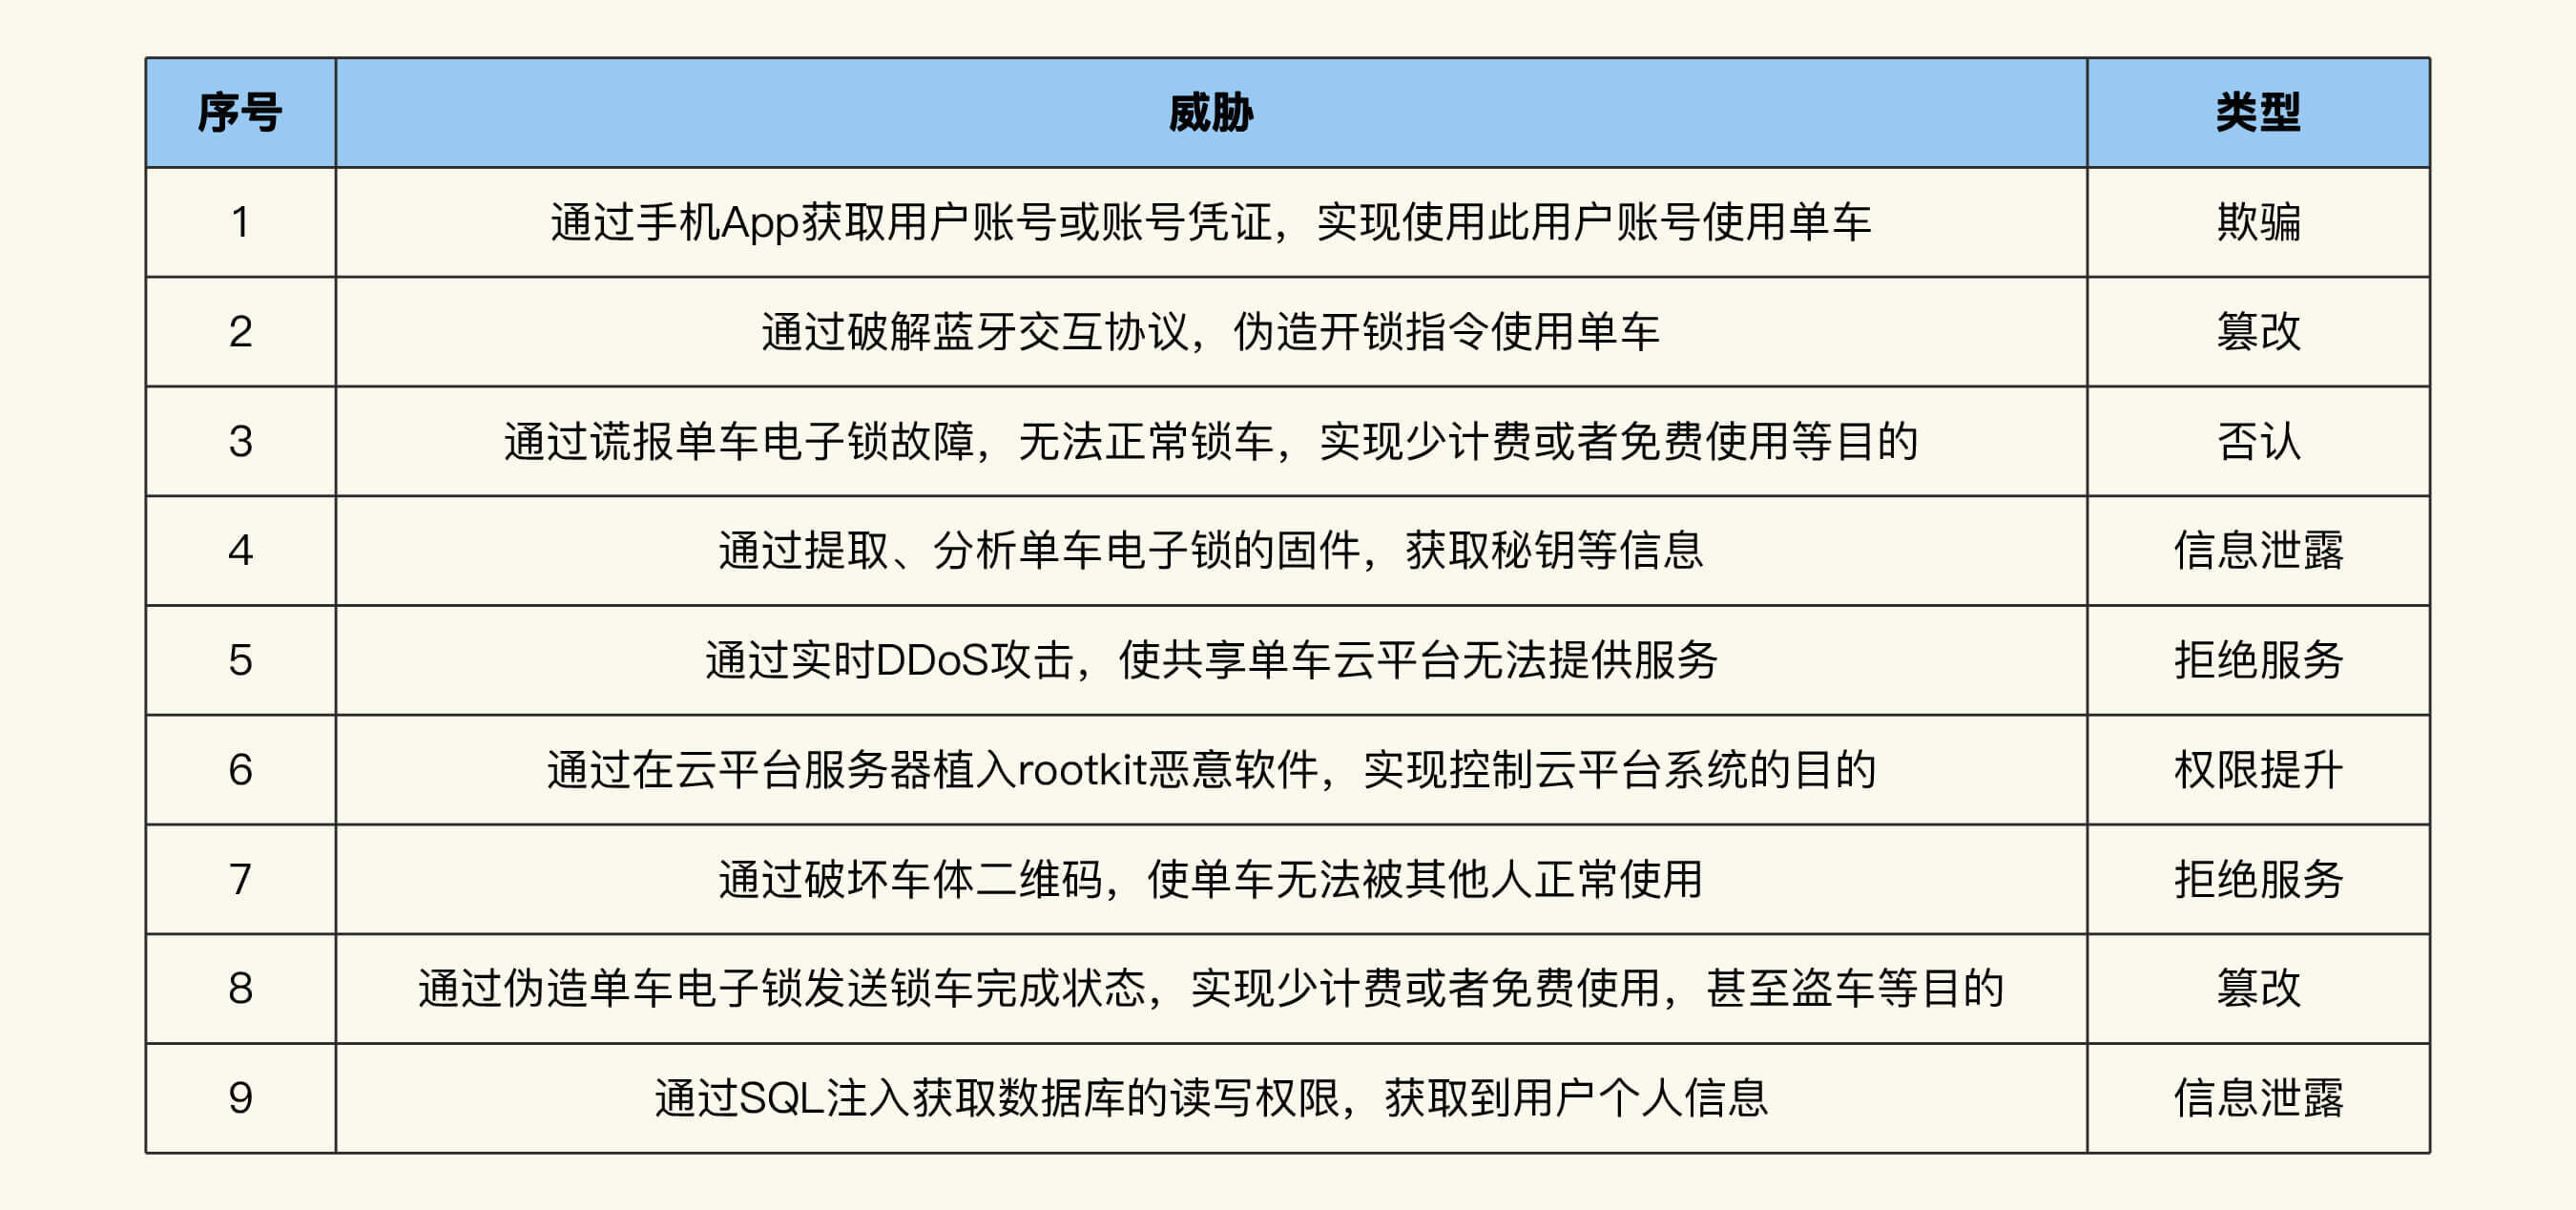 序号 威胁 类型
1 通过手机App获取用户账号或账号凭证，实现使用此用户账号使用单车 欺骗
2 通过破解蓝牙交互协议，伪造开锁指令使用单车 篡改
3 通过谎报单车电子锁故障，无法正常锁车，实现少计费或者免费使用等目的 否认
4 通过提取、分析单车电子锁的固件，获取秘钥等信息 信息泄露
5 通过实时DDoS攻击，使共享单车云平台无法提供服务 拒绝服务
6 通过在云平台服务器植入rootkit恶意软件，实现控制云平台系统的目的 权限提升
7 通过破坏车体二维码，使单车无法被其他人正常使用 拒绝服务
8 通过伪造单车电子锁发送锁车完成状态，实现少计费或者免费使用，甚至盗车等目的 篡改
9 通过SQL注入获取数据库的读写权限，获取到用户个人信息 信息泄露